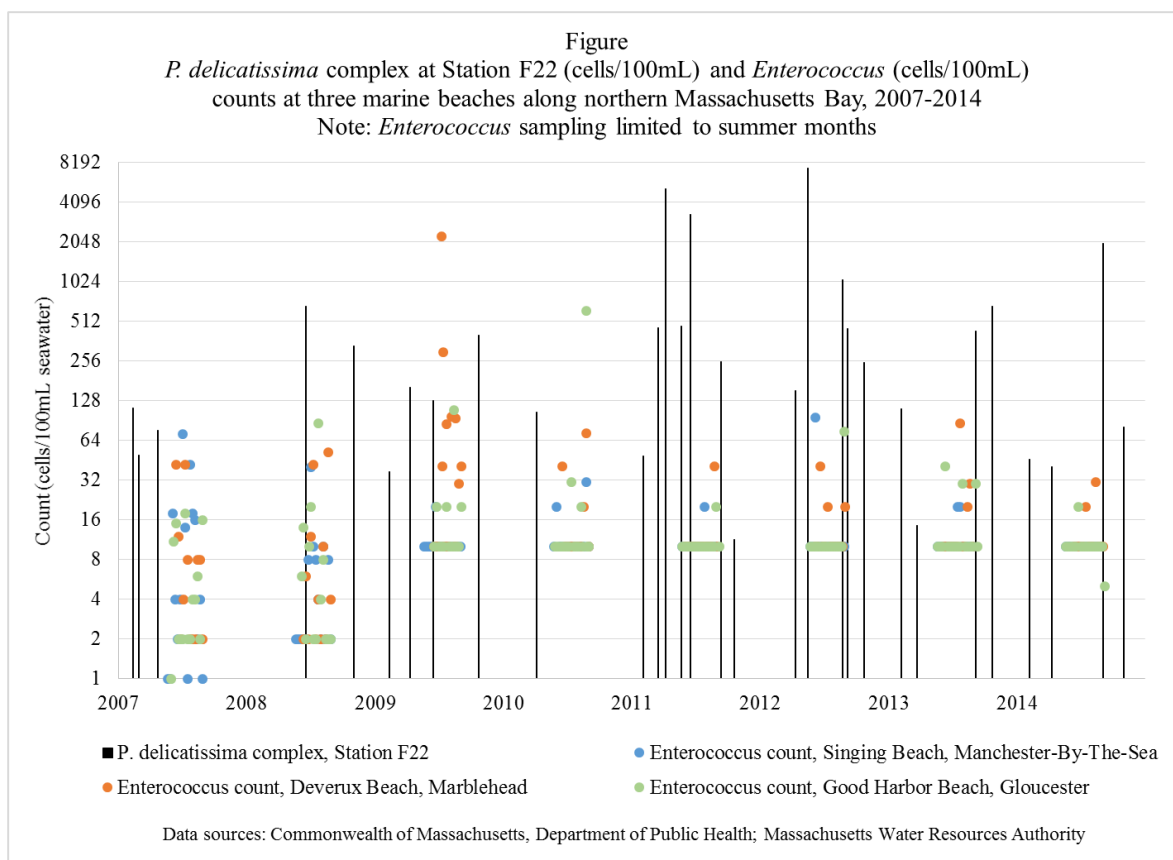 Figure
P. delicatissima complex at Station F22 (cells/100mL) and Enterococcus (cells/100mL)
counts at three marine beaches along northern Massachusetts Bay, 2007-2014
Note: Enterococcus sampling limited to summer months
Count (cells/100mL seawater)
8192
4096
2048
1024
512
256
128
64
32
16
8
4
2
1
2007 2008 2009 2010 2011 2012 2013 2014
P. delicatissima complex, Station F22 Enterococcus count, Singing Beach, Manchester-By-The-Sea
Enterococcus count, Deverux Beach, Marblehead Enterococcus count, Good Harbor Beach, Gloucester
Data sources: Commonwealth of Massachusetts, Department of Public Health; Massachusetts Water Resources Authority